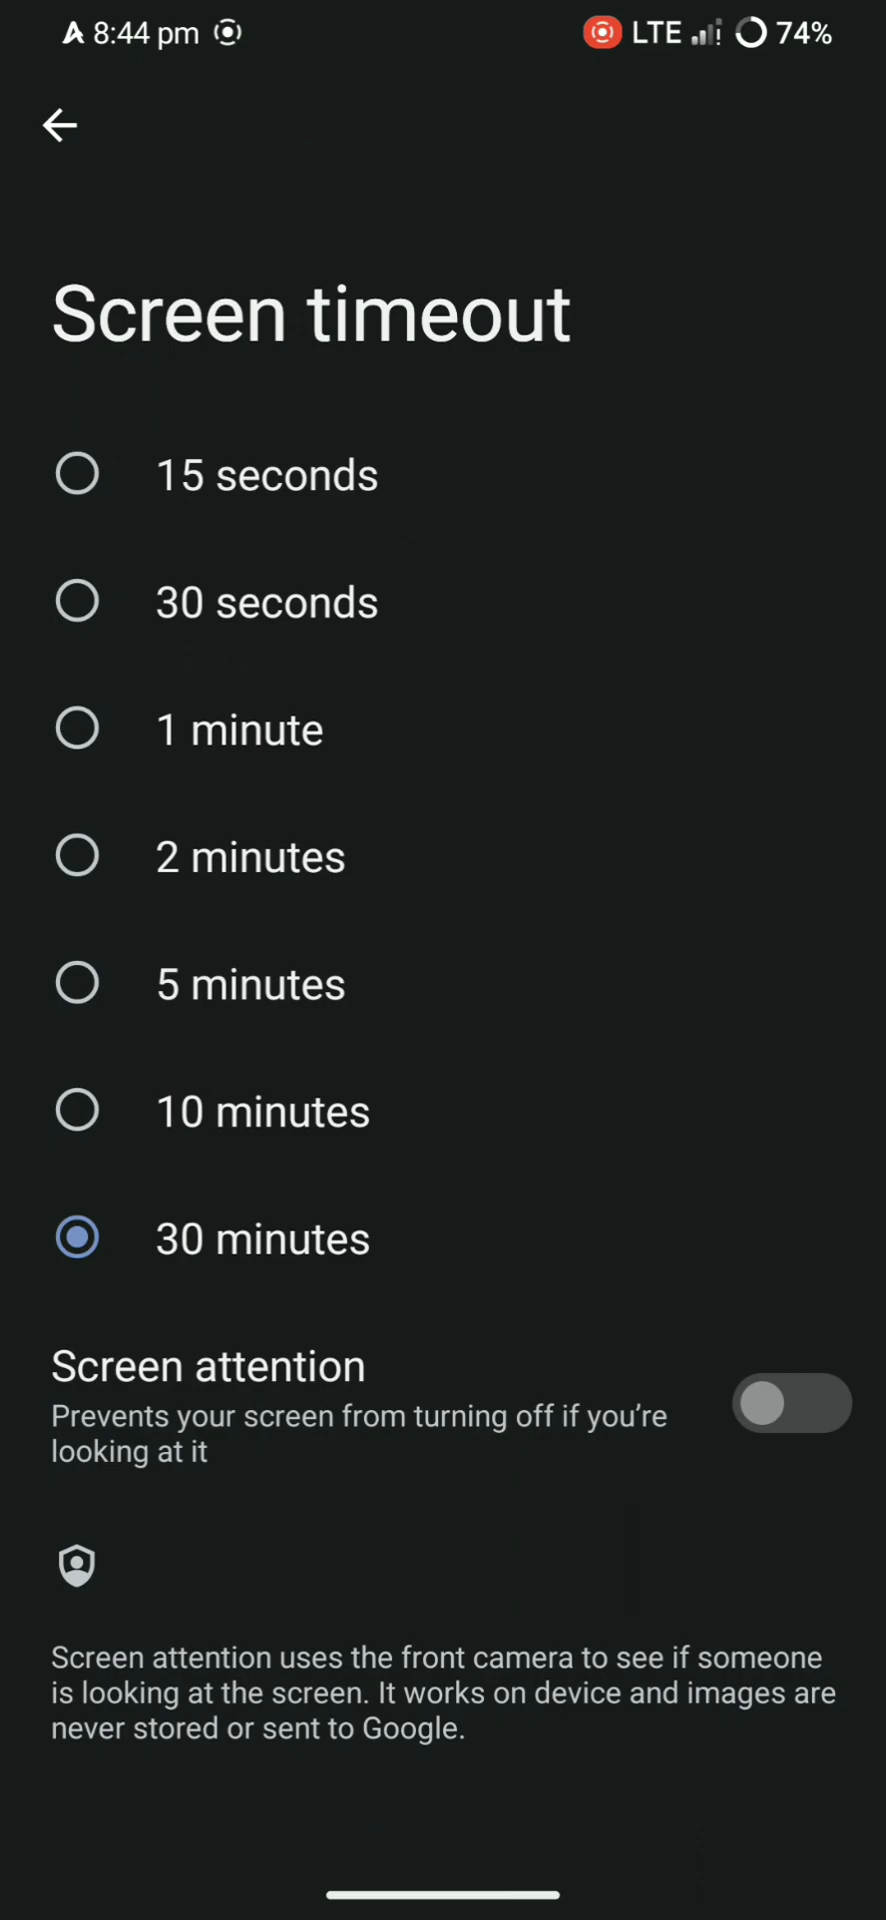 8:44 pm LTE 74%
Screen timeout
15 seconds
30 seconds
1 minute
2 minutes
5 minutes
10 minutes
30 minutes
Screen attention
Prevents your screen from turning off if you’re
looking at it
Screen attention uses the front camera to see if someone
is looking at the screen. It works on device and images are
never stored or sent to Google.